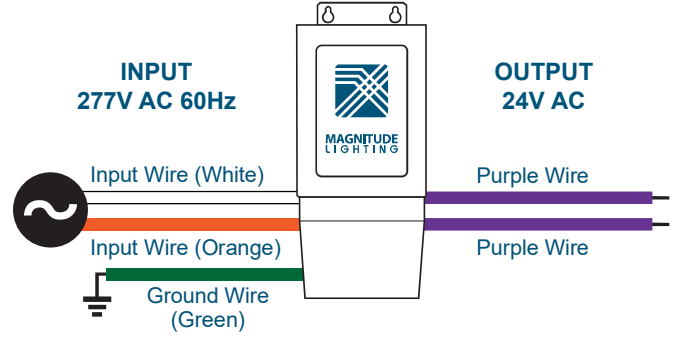 INPUT
277V AC 60Hz
OUTPUT
24V AC
MAGNITUDE
LIGHTING
Input Wire (White)
Purple Wire
Input Wire (Orange)
Purple Wire
Ground Wire
(Green)